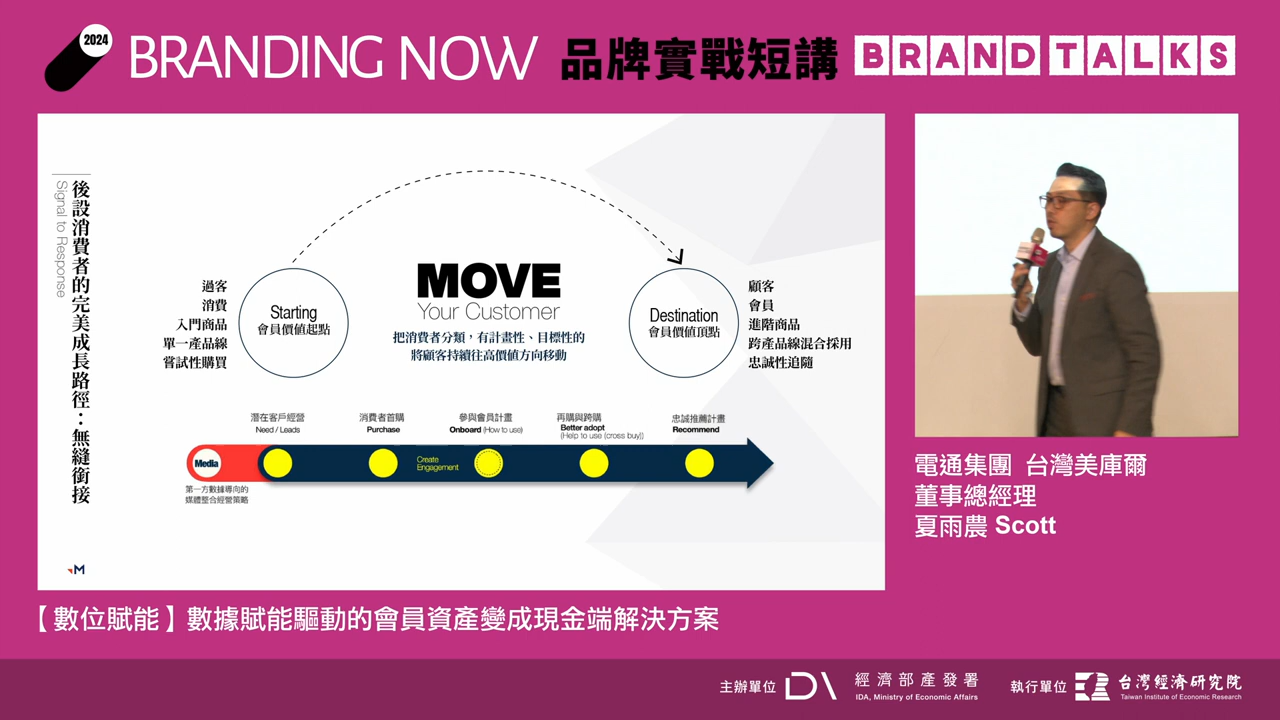 2024
BRANDING NOW 品牌實戰短講 BRAND TALKS
後設消費者的完美成長路徑：無縫銜接
Signal to Response
過客
消費
入門商品
單一產品線
嘗試性購買
Starting
會員價值起點
MOVE
Your Customer
把消費者分類，有計畫性、目標性的
將顧客持續往高價值方向移動
Destination
會員價值頂點
顧客
會員
進階商品
跨產品線混合採用
忠誠性追隨
潛在客戶經營
Need / Leads
消費者首購
Purchase
參與會員計畫
Onboard (How to use)
再購與跨購
Better adopt
(Help to use (cross buy))
忠誠推薦計畫
Recommend
Media
Create
Engagement
第一方數據導向的
媒體整合經營策略
M
電通集團 台灣美庫爾
董事總經理
夏雨農 Scott
【數位賦能】數據賦能驅動的會員資產變成現金端解決方案
主辦單位 IDA 經濟部產發署
IDA, Ministry of Economic Affairs
執行單位 台灣經濟研究院
Taiwan Institute of Economic Research